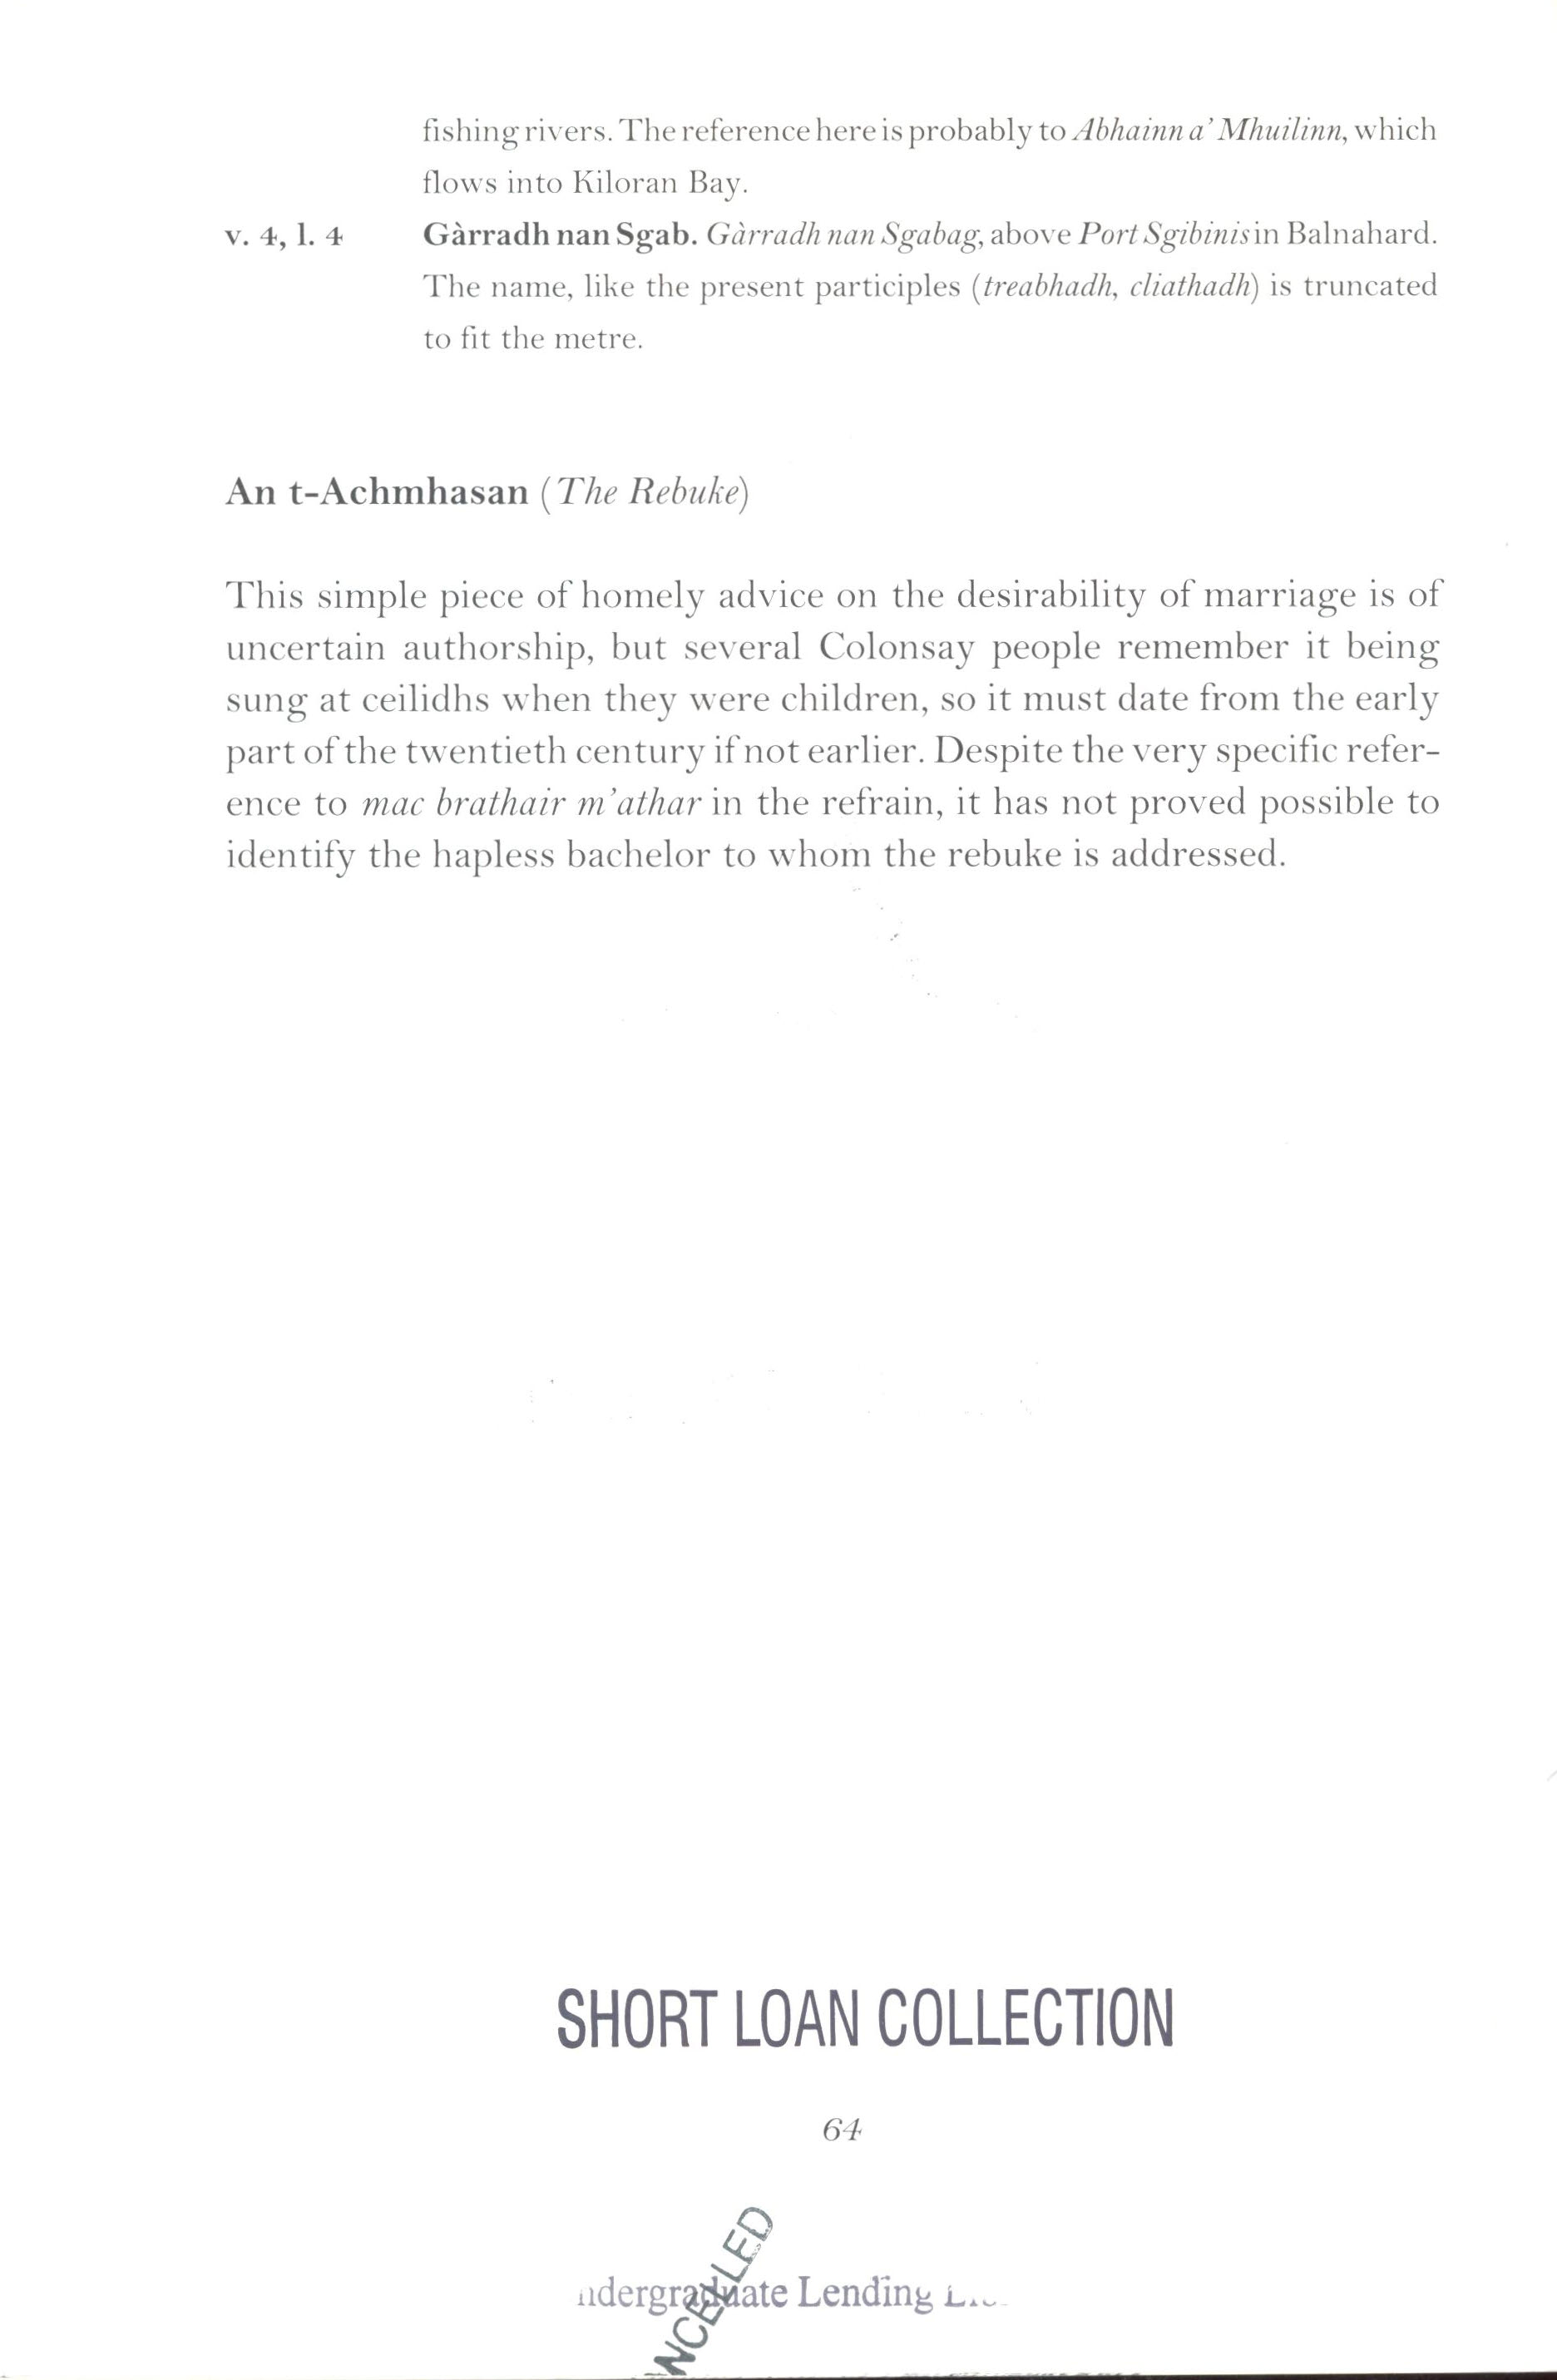 fishing rivers. The reference here is probably to Abhainn a' Mhuilinn, which
flows into Kiloran Bay.
v. 4, l. 4 Gàrradh nan Sgab. Gàrradh nan Sgabag, above Port Sgibinis in Balnahard.
The name, like the present participles (treabhadh, cliathadh) is truncated
to fit the metre.
An t-Achmhasan (The Rebuke)
This simple piece of homely advice on the desirability of marriage is of
uncertain authorship, but several Colonsay people remember it being
sung at ceilidhs when they were children, so it must date from the early
part of the twentieth century if not earlier. Despite the very specific refer-
ence to mac brathair m'athar in the refrain, it has not proved possible to
identify the hapless bachelor to whom the rebuke is addressed.
SHORT LOAN COLLECTION
64
NCELLED
ndergraduate Lending